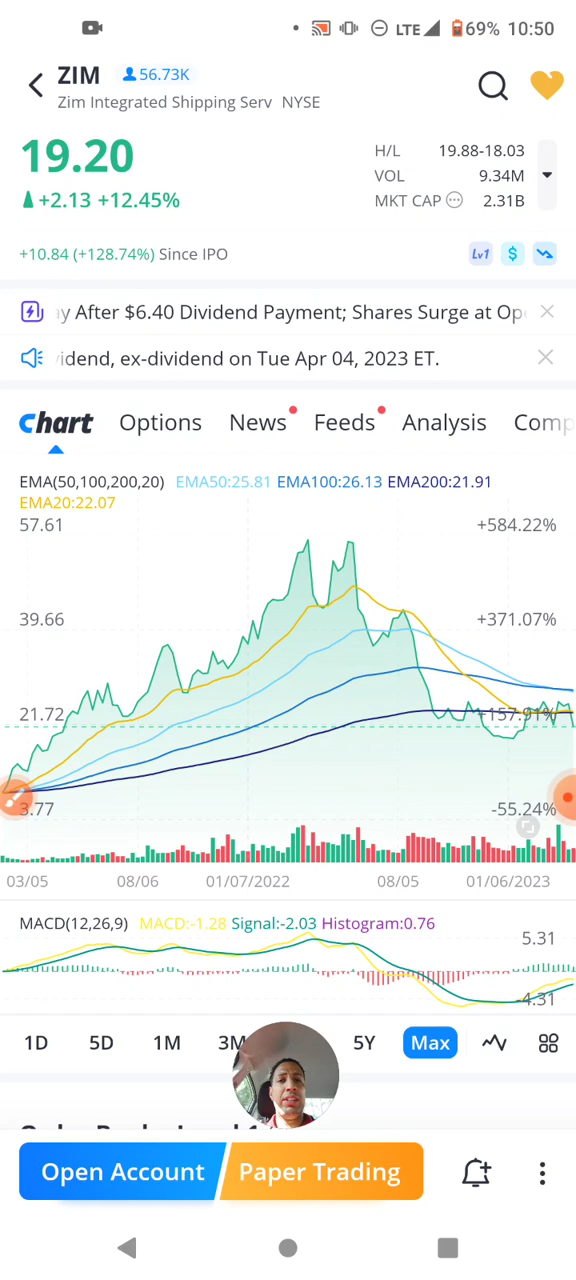 LTE 69% 10:50
ZIM 56.73K
Zim Integrated Shipping Serv NYSE
19.20
+2.13 +12.45%
H/L 19.88-18.03
VOL 9.34M
MKT CAP 2.31B
+10.84 (+128.74%) Since IPO
Lv1 $
y After $6.40 Dividend Payment; Shares Surge at Op
vidend, ex-dividend on Tue Apr 04, 2023 ET.
Chart Options News Feeds Analysis Comp
EMA(50,100,200,20) EMA50:25.81 EMA100:26.13 EMA200:21.91
EMA20:22.07
57.61 +584.22%
39.66 +371.07%
21.72 +157.91%
3.77 -55.24%
03/05 08/06 01/07/2022 08/05 01/06/2023
MACD(12,26,9) MACD:-1.28 Signal:-2.03 Histogram:0.76
5.31
-4.31
1D 5D 1M 3M 5Y Max
Open Account Paper Trading